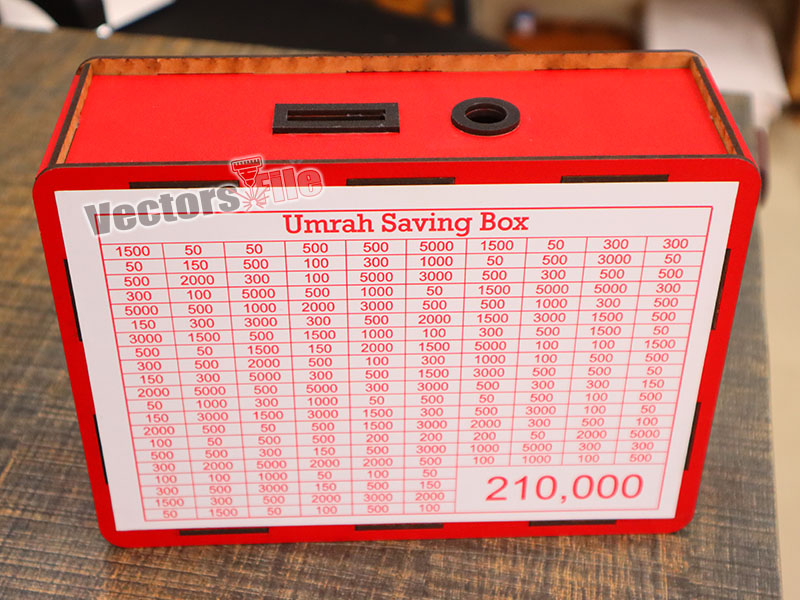 Vectorsfile
Umrah Saving Box
1500 50 50 500 500 5000 1500 50 300 300
50 150 500 100 300 1000 50 500 3000 50
500 2000 300 100 5000 3000 500 300 500 500
300 100 5000 500 1000 50 1500 5000 5000 300
5000 500 1000 2000 3000 500 500 1000 300 500
150 300 3000 300 500 2000 1500 3000 1500 500
3000 1500 500 1500 1000 100 300 500 1500 50
500 50 1500 150 2000 1500 5000 100 100 1500
300 500 2000 500 100 300 1000 100 500 500
150 300 5000 300 500 1500 3000 5000 500 500
2000 5000 500 5000 300 3000 500 300 300 150
50 1000 300 1000 50 500 50 3000 100 50
150 3000 1500 3000 1500 300 500 3000 100 50
2000 500 50 500 1500 3000 2000 300 500 100
100 50 500 500 200 200 200 50 2000 5000
500 500 300 150 500 3000 1000 5000 300 300
300 2000 5000 2000 2000 500 100 1000 100 500
100 100 1000 50 100 50
300 500 3000 150 500 150
1500 300 500 2000 3000 2000
50 1500 500 100 500 100
210,000